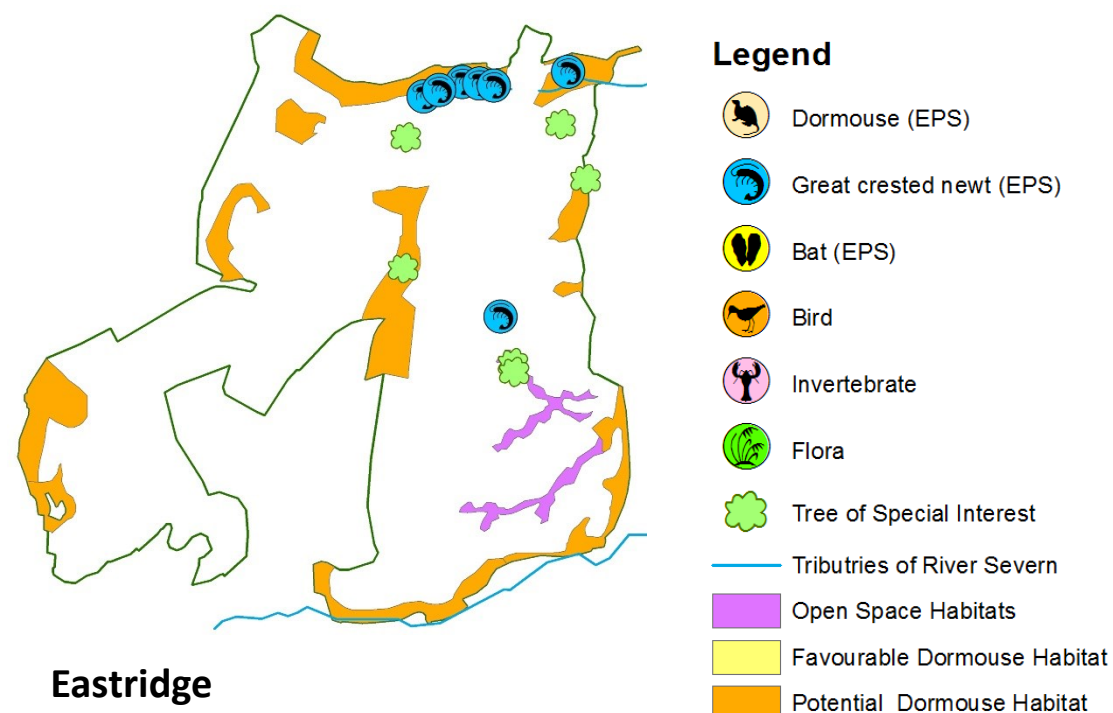 Legend
Dormouse (EPS)
Great crested newt (EPS)
Bat (EPS)
Bird
Invertebrate
Flora
Tree of Special Interest
Tributries of River Severn
Open Space Habitats
Favourable Dormouse Habitat
Potential Dormouse Habitat
Eastridge